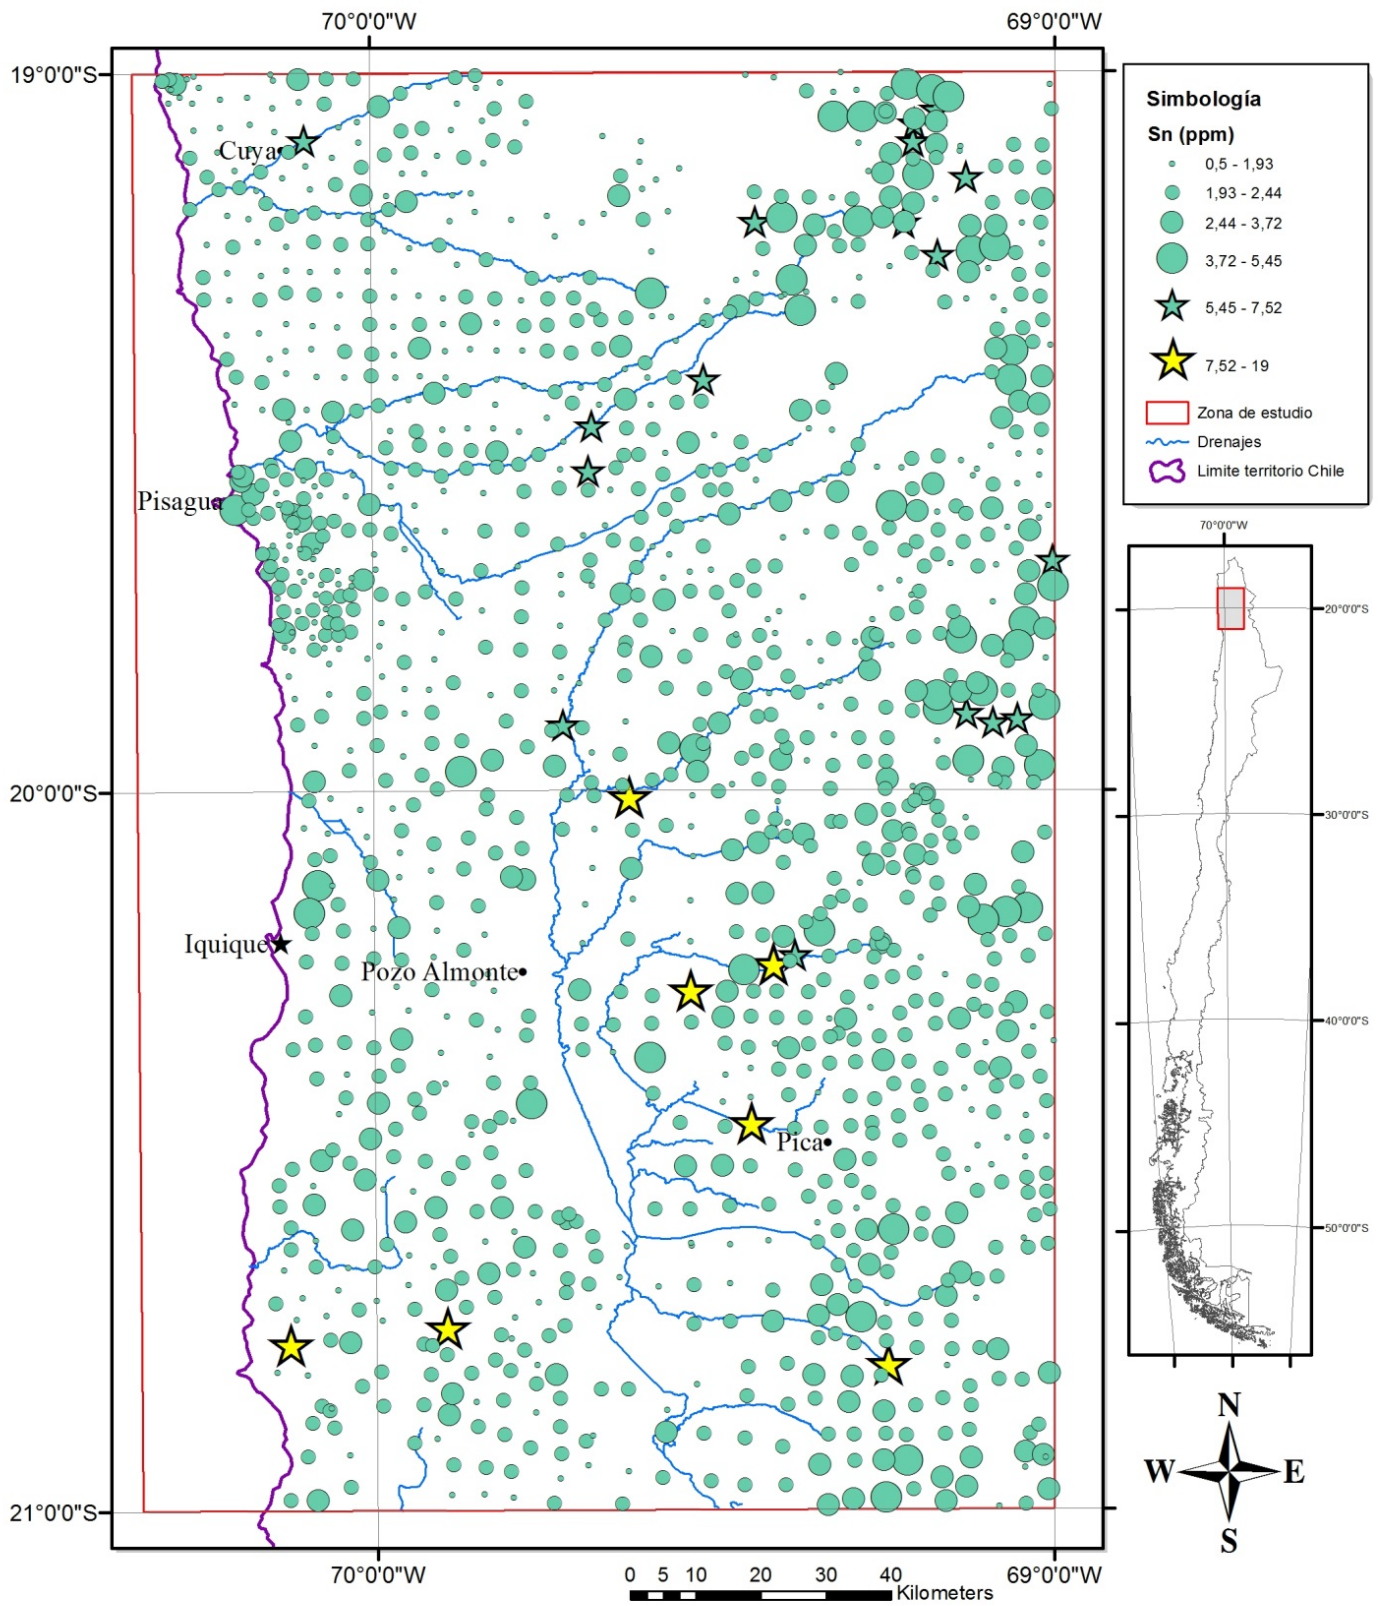 70°0'0"W
69°0'0"W
19°0'0"S
Cuya
Pisagua
20°0'0"S
Iquique
Pozo Almonte
Pica
21°0'0"S
70°0'0"W
69°0'0"W
0 5 10 20 30 40
Kilometers
Simbología
Sn (ppm)
0,5 - 1,93
1,93 - 2,44
2,44 - 3,72
3,72 - 5,45
5,45 - 7,52
7,52 - 19
Zona de estudio
Drenajes
Limite territorio Chile
70°0'0"W
20°0'0"S
30°0'0"S
40°0'0"S
50°0'0"S
N
W E
S